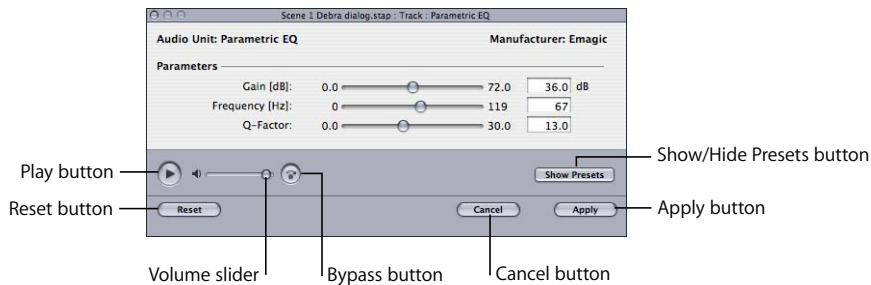 Scene 1 Debra dialog.stap : Track : Parametric EQ
Audio Unit: Parametric EQ Manufacturer: Emagic
Parameters
Gain [dB]: 0.0 72.0 36.0 dB
Frequency [Hz]: 0 119 67
Q-Factor: 0.0 30.0 13.0
Play button
Show Presets
Show/Hide Presets button
Reset button
Reset
Cancel
Apply
Apply button
Volume slider
Bypass button
Cancel button